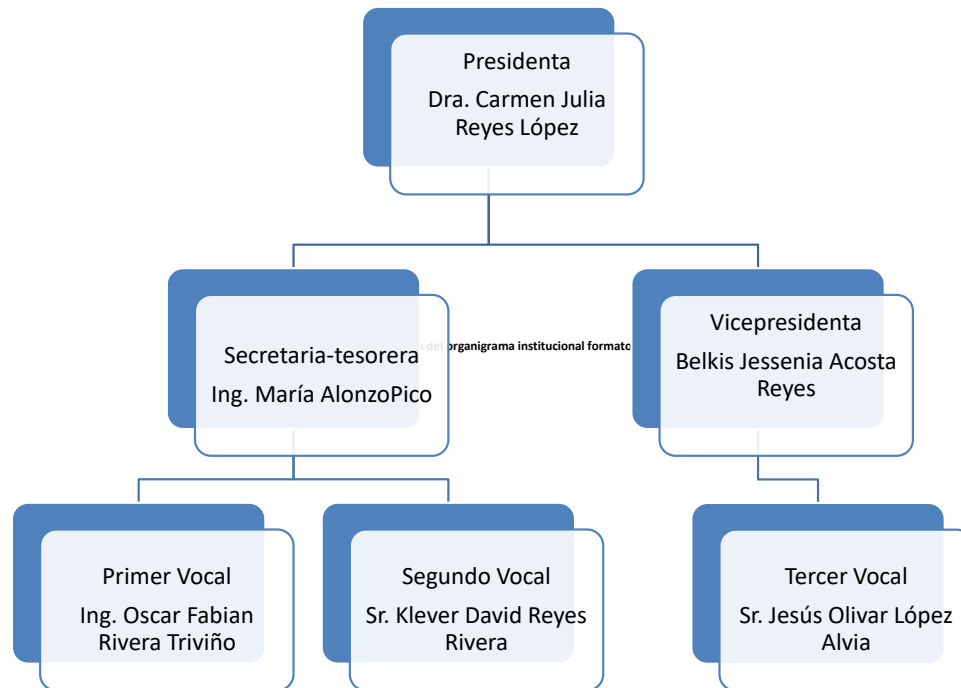 Presidenta
Dra. Carmen Julia
Reyes López
Secretaria-tesorera
Ing. María AlonzoPico
del organigrama institucional formato
Vicepresidenta
Belkis Jessenia Acosta
Reyes
Primer Vocal
Ing. Oscar Fabian
Rivera Triviño
Segundo Vocal
Sr. Klever David Reyes
Rivera
Tercer Vocal
Sr. Jesús Olivar López
Alvia